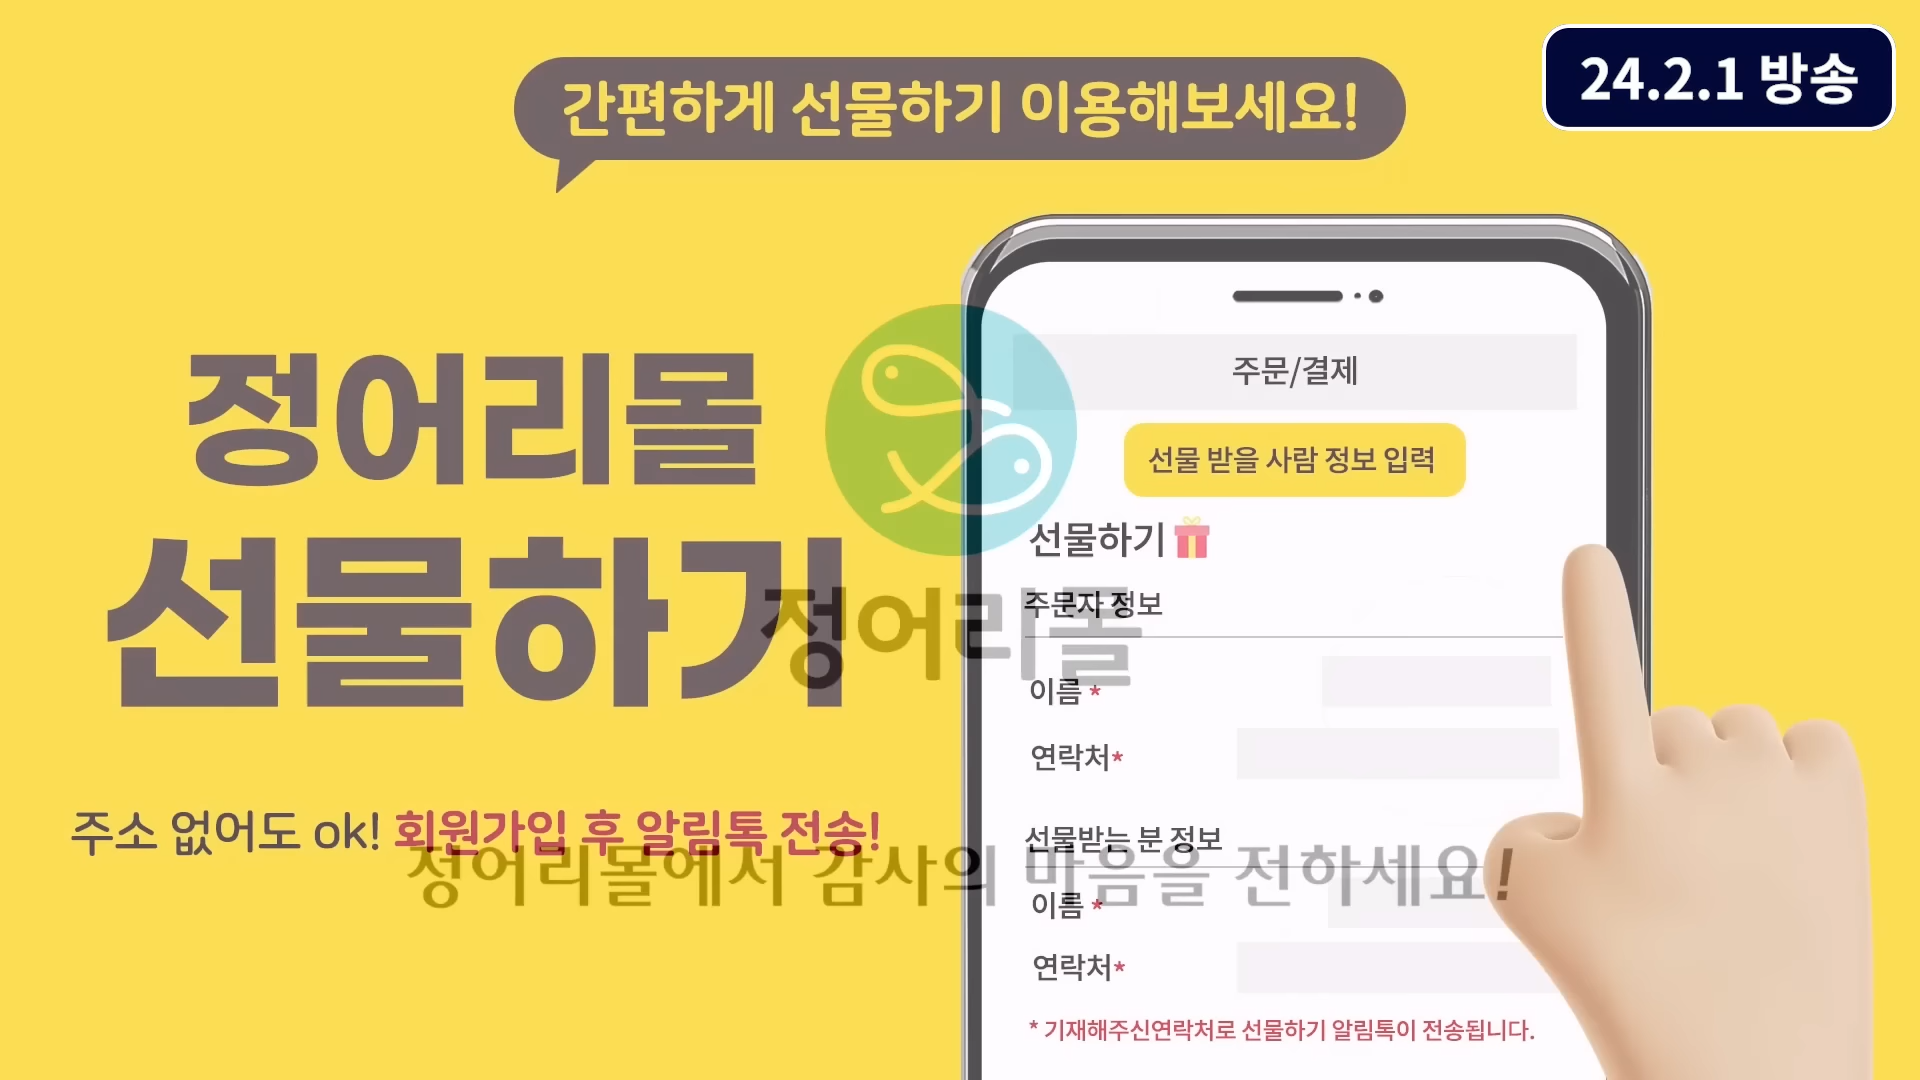 간편하게 선물하기 이용해보세요!
24.2.1 방송
정어리몰
선물하기
주소 없어도 ok! 회원가입 후 알림톡 전송!
주문/결제
선물 받을 사람 정보 입력
선물하기
주문자 정보
이름 *
연락처*
선물받는 분 정보
이름 *
연락처*
* 기재해주신연락처로 선물하기 알림톡이 전송됩니다.
정어리몰
정어리몰에서 감사의 마음을 전하세요!